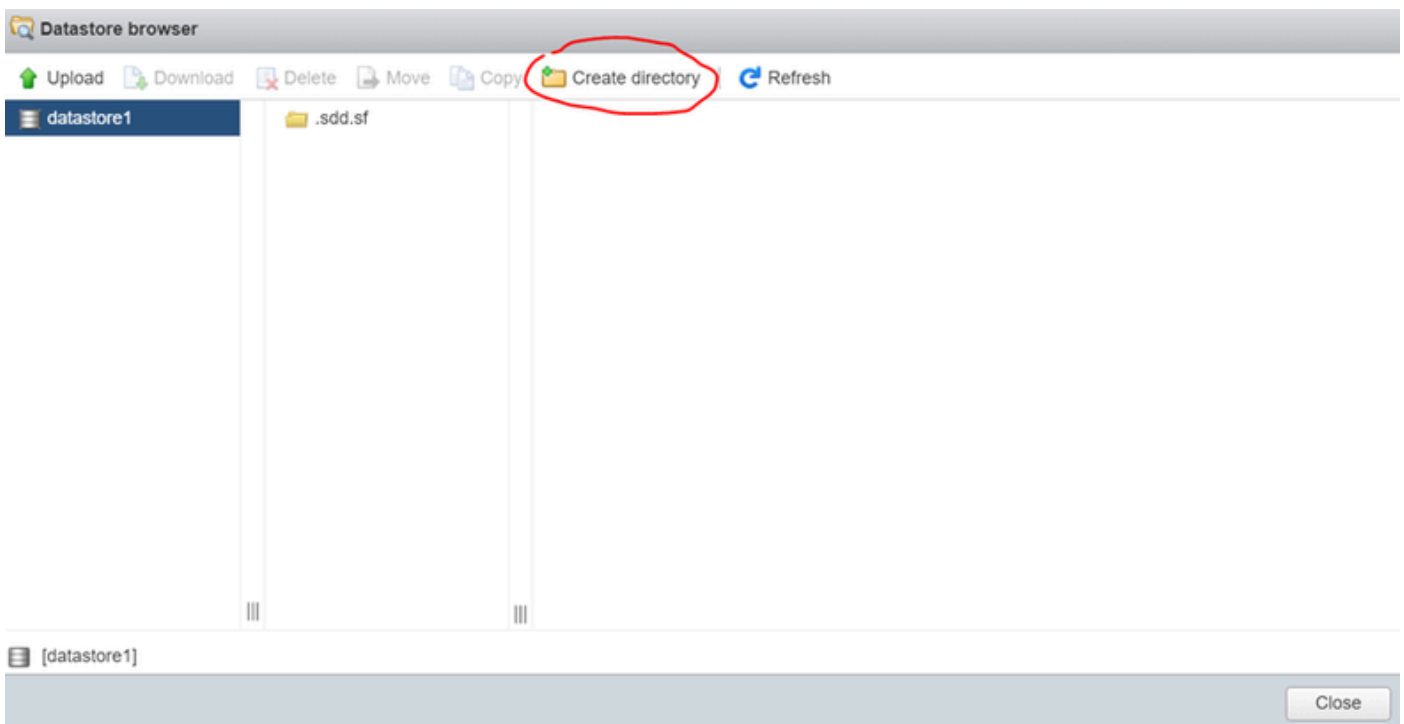 Datastore browser
Upload Download Delete Move Copy Create directory Refresh
datastore1 .sdd.sf
[datastore1]
Close